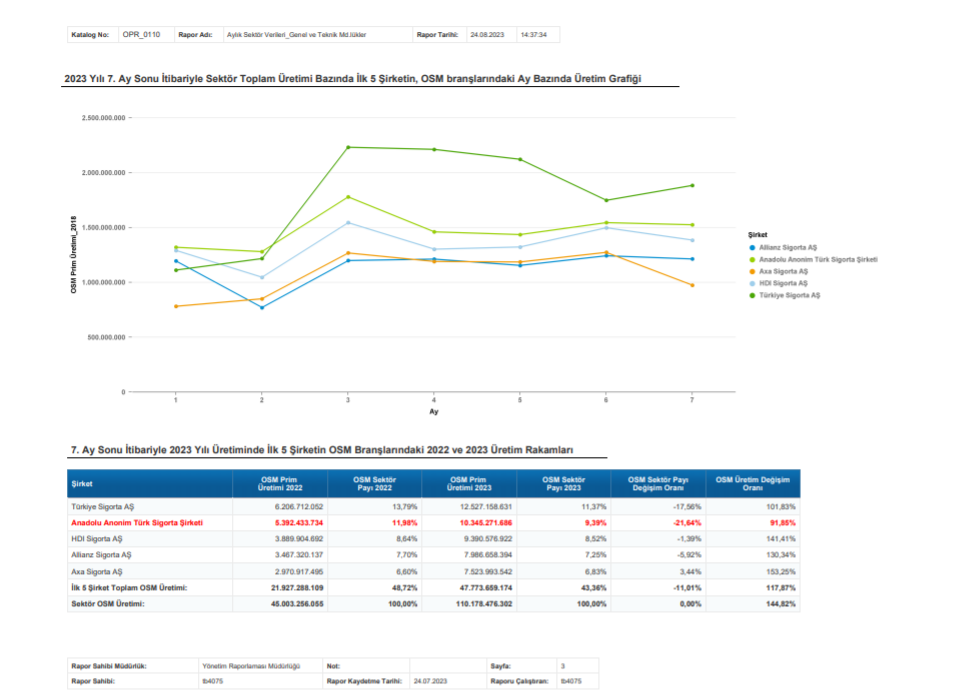 Katalog No: OPR_0110 Rapor Adı: Aylık Sektör Verileri_Genel ve Teknik Md.lükler Rapor Tarihi: 24.08.2023 14:37:34
2023 Yılı 7. Ay Sonu İtibariyle Sektör Toplam Üretimi Bazında İlk 5 Şirketin, OSM branşlarındaki Ay Bazında Üretim Grafiği
2.500.000.000
2.000.000.000
1.500.000.000
1.000.000.000
500.000.000
0
OSM Prim Üretimi_2018
1 2 3 4 5 6 7
Ay
Şirket
Allianz Sigorta AŞ
Anadolu Anonim Türk Sigorta Şirketi
Axa Sigorta AŞ
HDI Sigorta AŞ
Türkiye Sigorta AŞ
7. Ay Sonu İtibariyle 2023 Yılı Üretiminde İlk 5 Şirketin OSM Branşlarındaki 2022 ve 2023 Üretim Rakamları
Şirket OSM Prim Üretimi 2022 OSM Sektör Payı 2022 OSM Prim Üretimi 2023 OSM Sektör Payı 2023 OSM Sektör Payı Değişim Oranı OSM Üretim Değişim Oranı
Türkiye Sigorta AŞ 6.206.712.052 13,79% 12.527.158.631 11,37% -17,56% 101,83%
Anadolu Anonim Türk Sigorta Şirketi 5.392.433.734 11,98% 10.345.271.686 9,39% -21,64% 91,85%
HDI Sigorta AŞ 3.889.904.692 8,64% 9.390.576.922 8,52% -1,39% 141,41%
Allianz Sigorta AŞ 3.467.320.137 7,70% 7.986.658.394 7,25% -5,92% 130,34%
Axa Sigorta AŞ 2.970.917.495 6,60% 7.523.993.542 6,83% 3,44% 153,25%
İlk 5 Şirket Toplam OSM Üretimi: 21.927.288.109 48,72% 47.773.659.174 43,36% -11,01% 117,87%
Sektör OSM Üretimi: 45.003.256.055 100,00% 110.178.476.302 100,00% 0,00% 144,82%
Rapor Sahibi Müdürlük: Yönetim Raporlaması Müdürlüğü Not: Sayfa: 3
Rapor Sahibi: tb4075 Rapor Kaydetme Tarihi: 24.07.2023 Raporu Çalıştıran: tb4075